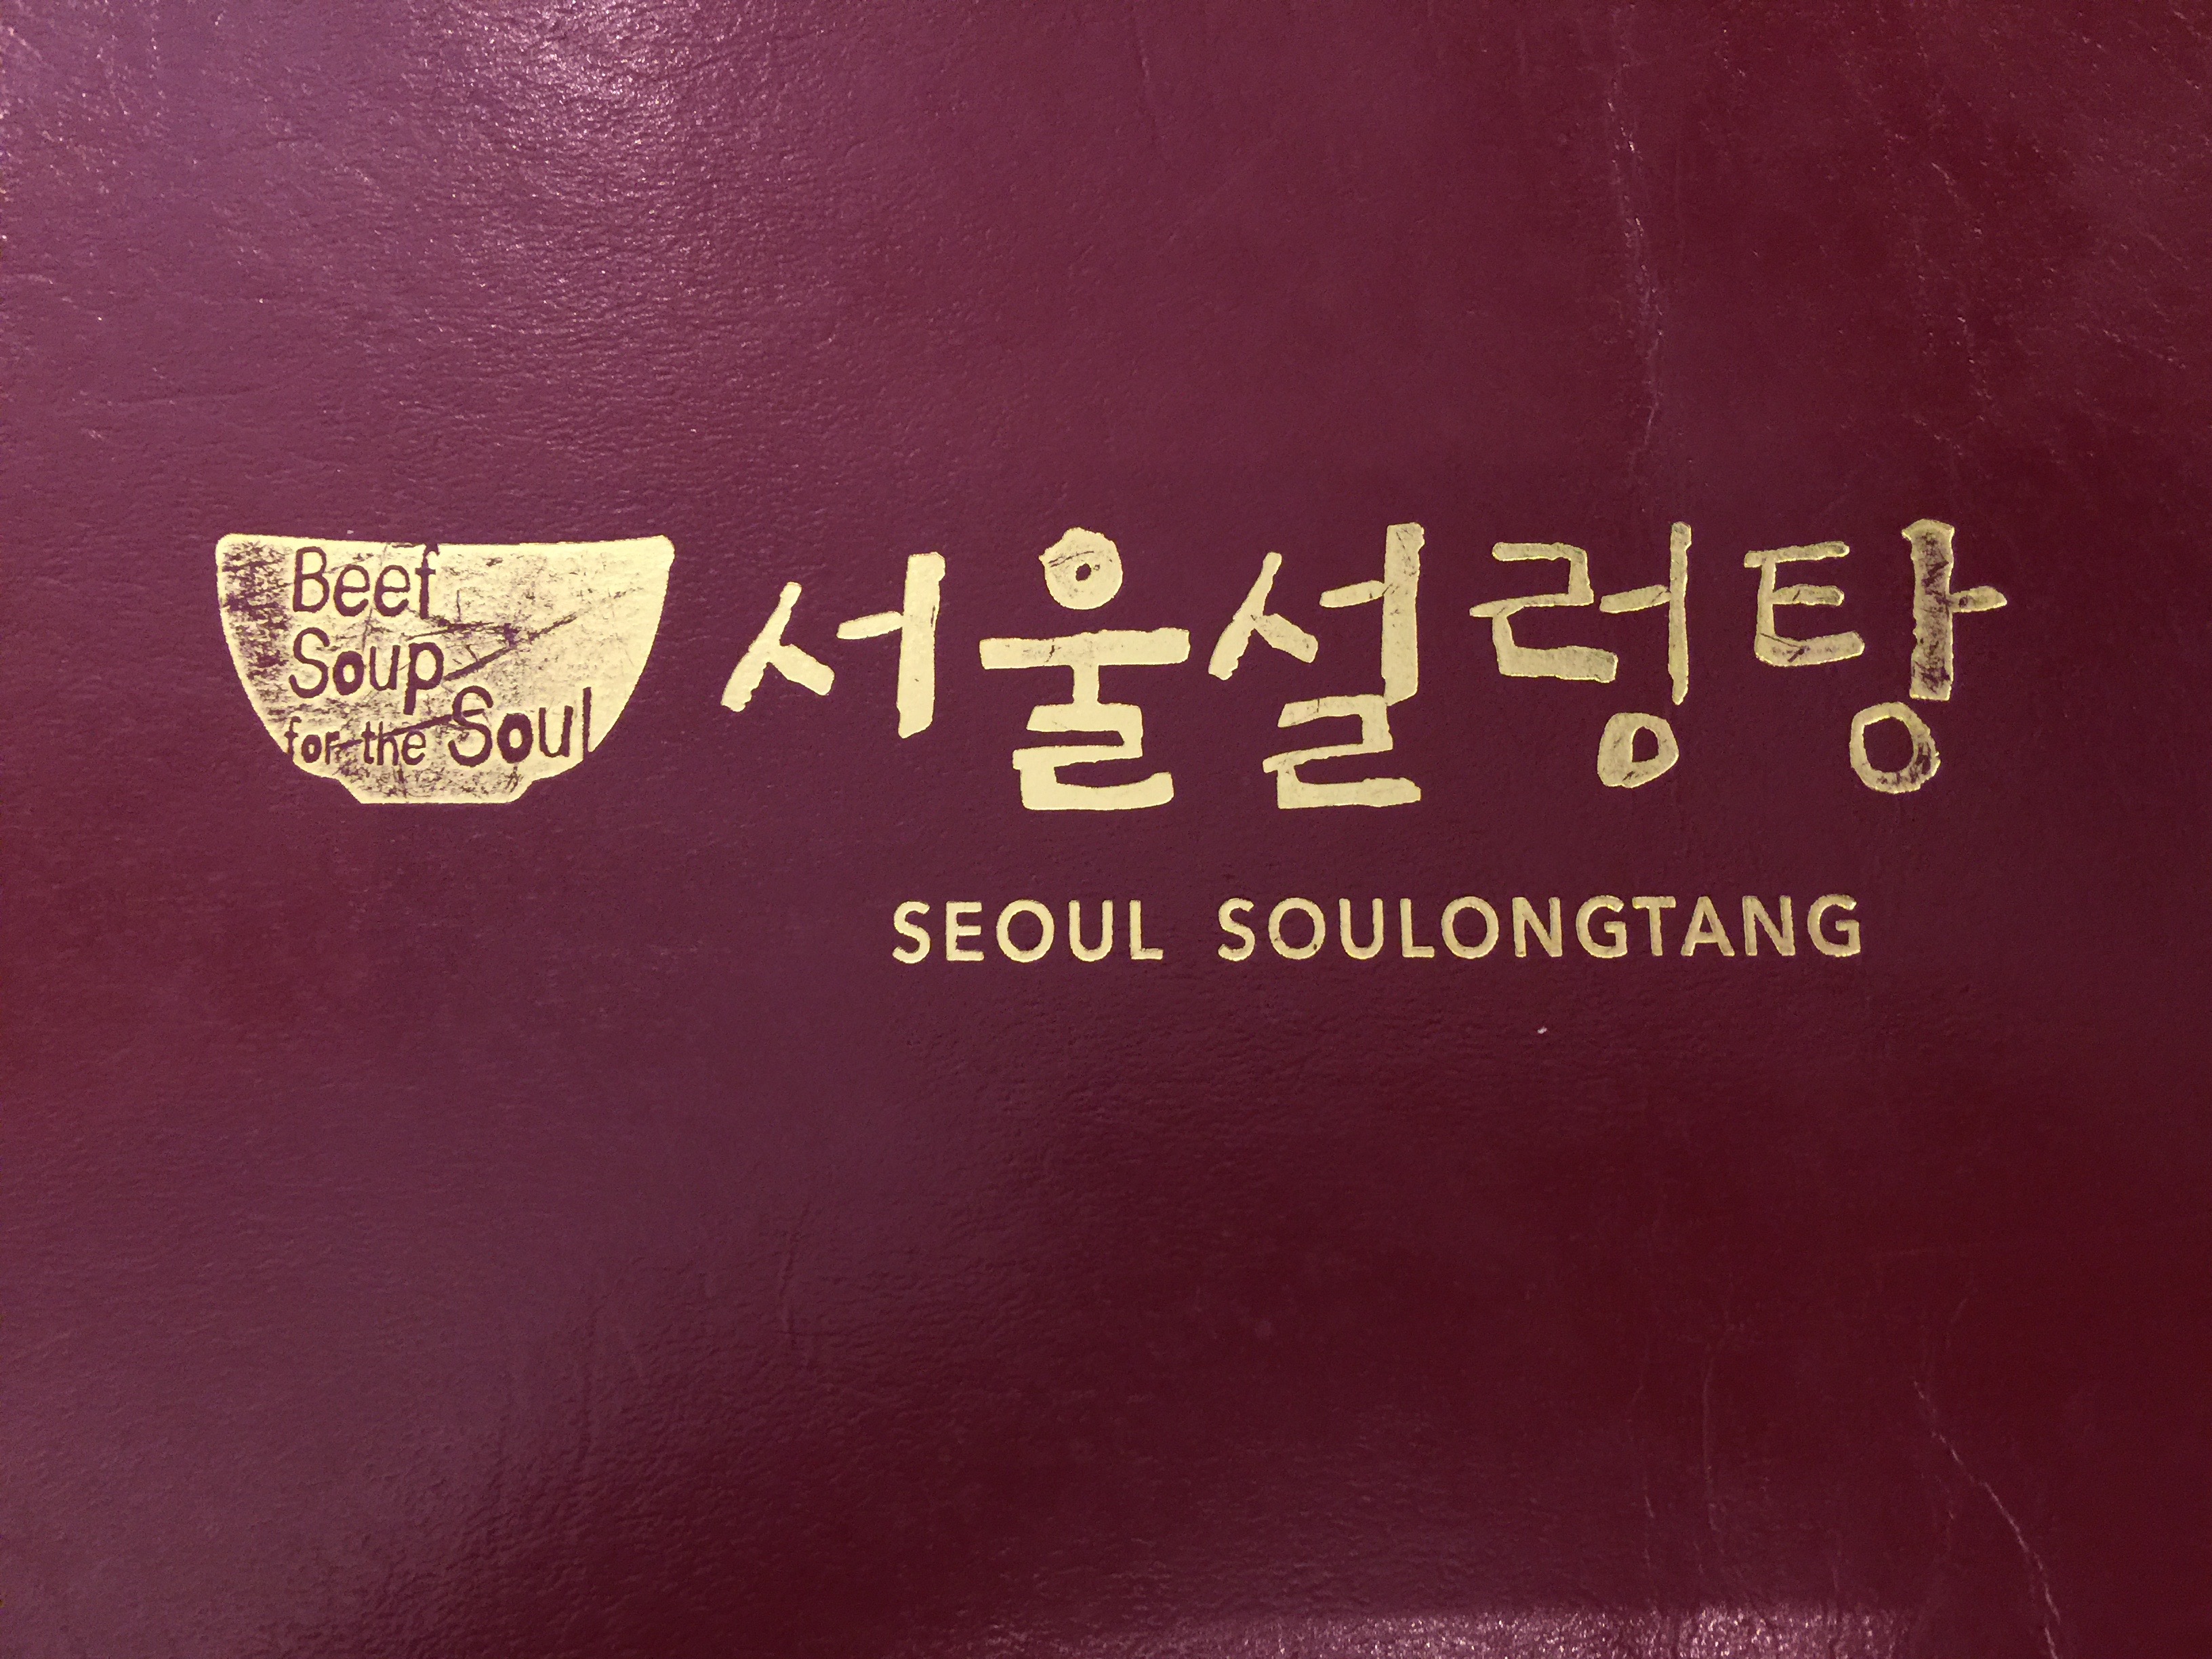 Beef
Soup
for the Soul
서울설렁탕
SEOUL SOULONGTANG